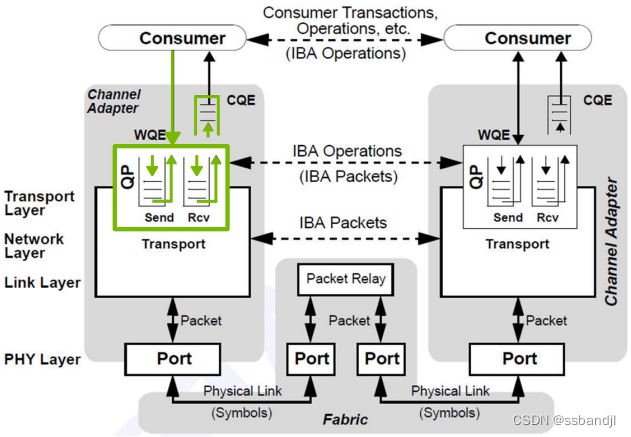 Consumer
Consumer Transactions,
Operations, etc.
(IBA Operations)
Consumer
Channel
Adapter
CQE
WQE
QP
Send
Rcv
Transport
IBA Operations
(IBA Packets)
IBA Packets
CQE
WQE
QP
Send
Rcv
Transport
Channel Adapter
Transport
Layer
Network
Layer
Link Layer
PHY Layer
Packet Relay
Packet
Packet
Packet
Port
Port
Port
Port
Physical Link
(Symbols)
Physical Link
(Symbols)
Fabric
CSDN @ssbandjl